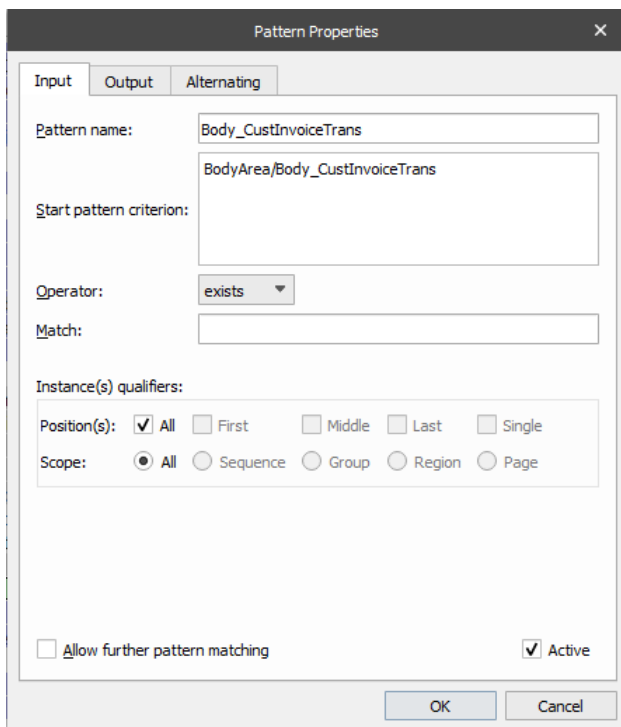 Pattern Properties
Input Output Alternating
Pattern name: Body_CustInvoiceTrans
Start pattern criterion: BodyArea/Body_CustInvoiceTrans
Operator: exists
Match:
Instance(s) qualifiers:
Position(s): All First Middle Last Single
Scope: All Sequence Group Region Page
Allow further pattern matching Active
OK Cancel